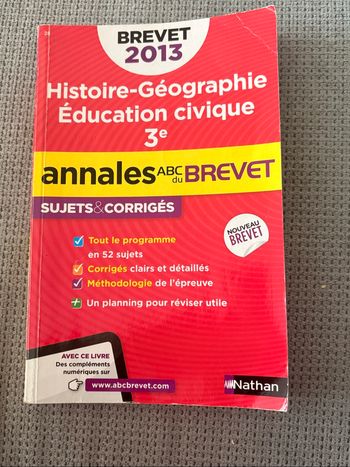 26
BREVET
2013
Histoire-Géographie
Éducation civique
3e
annales ABC du BREVET
SUJETS&CORRIGÉS
NOUVEAU
BREVET
Tout le programme
en 52 sujets
Corrigés clairs et détaillés
Méthodologie de l'épreuve
+ Un planning pour réviser utile
AVEC CE LIVRE
Des compléments
numériques sur
www.abcbrevet.com
Nathan